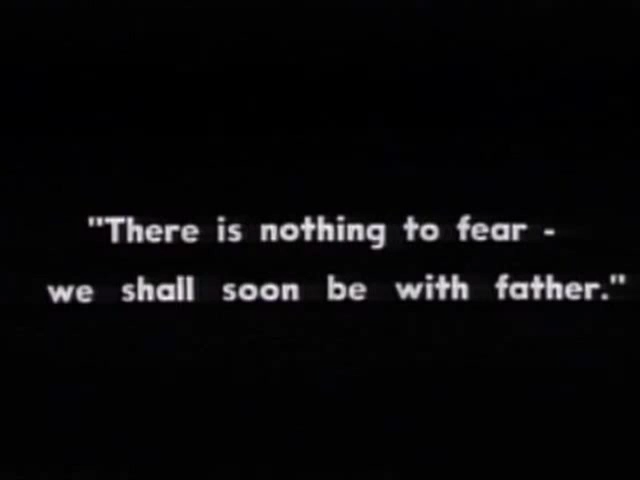 "There is nothing to fear -
we shall soon be with father."